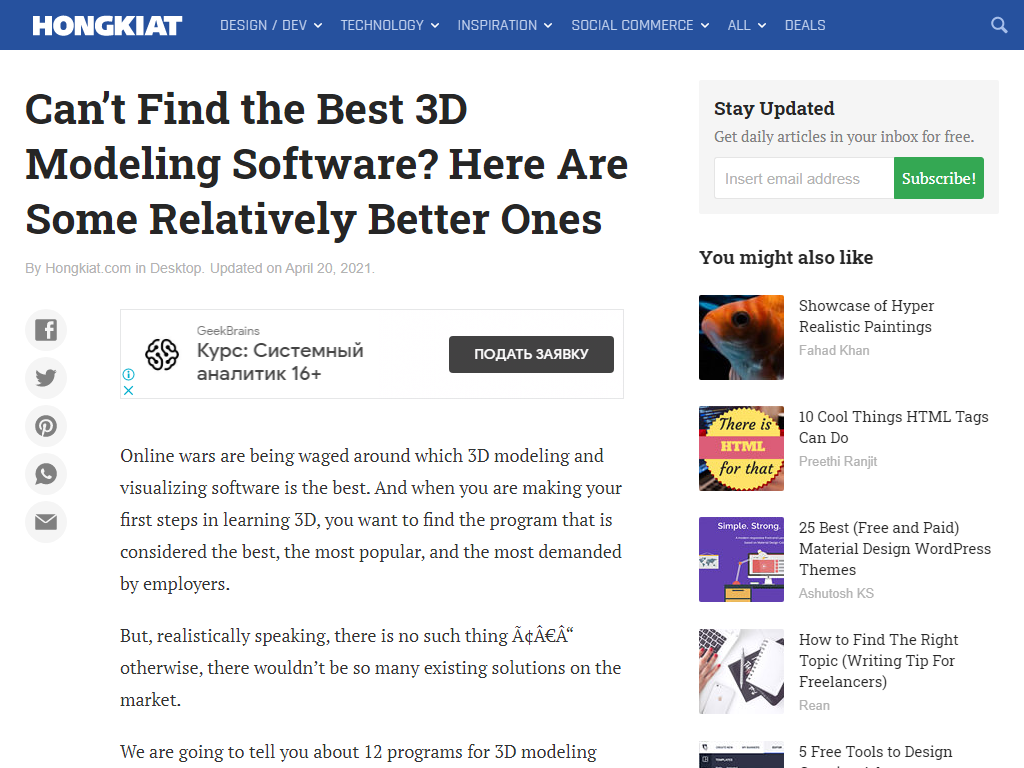 HONGKIAT
DESIGN / DEV
TECHNOLOGY
INSPIRATION
SOCIAL COMMERCE
ALL
DEALS
Can’t Find the Best 3D
Modeling Software? Here Are
Some Relatively Better Ones
By Hongkiat.com in Desktop. Updated on April 20, 2021.
GeekBrains
Курс: Системный
аналитик 16+
ПОДАТЬ ЗАЯВКУ
Online wars are being waged around which 3D modeling and
visualizing software is the best. And when you are making your
first steps in learning 3D, you want to find the program that is
considered the best, the most popular, and the most demanded
by employers.
But, realistically speaking, there is no such thing Ã¢Â€Â“
otherwise, there wouldn’t be so many existing solutions on the
market.
We are going to tell you about 12 programs for 3D modeling
Stay Updated
Get daily articles in your inbox for free.
Insert email address
Subscribe!
You might also like
Showcase of Hyper
Realistic Paintings
Fahad Khan
There is
HTML
for that
10 Cool Things HTML Tags
Can Do
Preethi Ranjit
Simple. Strong.
25 Best (Free and Paid)
Material Design WordPress
Themes
Ashutosh KS
How to Find The Right
Topic (Writing Tip For
Freelancers)
Rean
5 Free Tools to Design